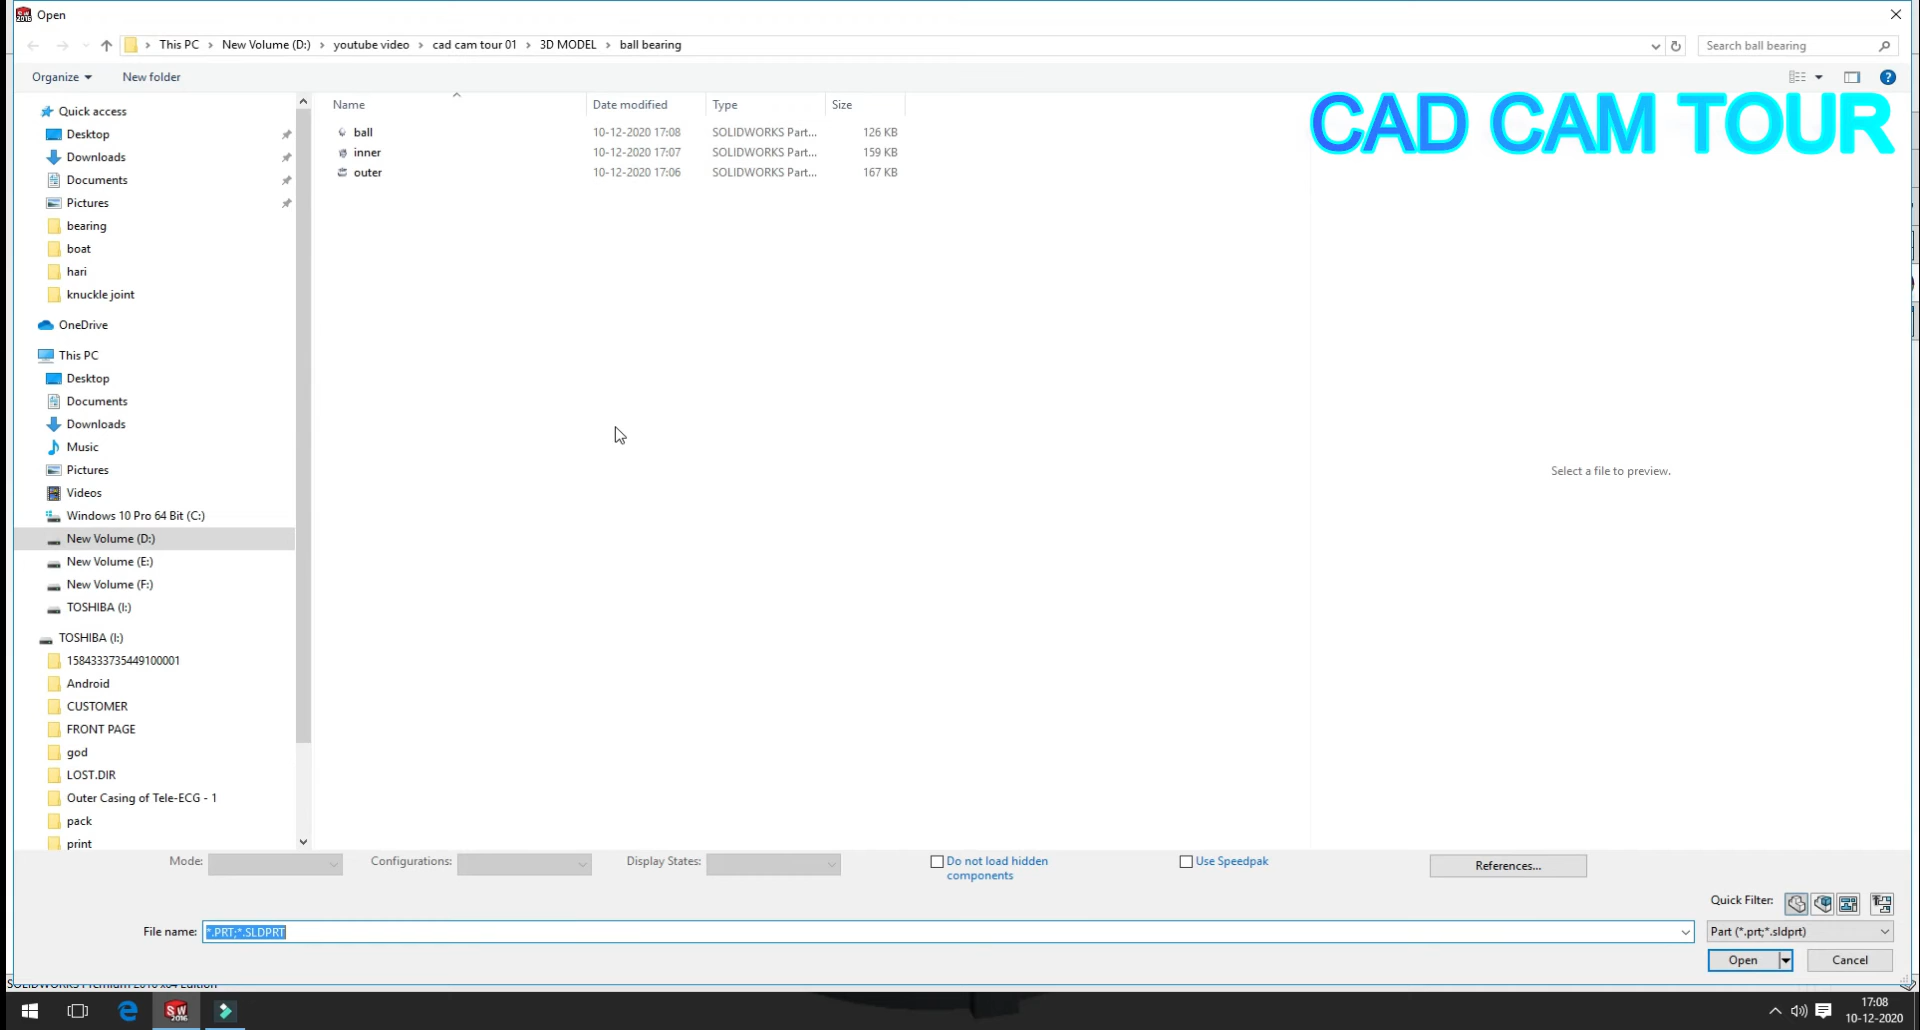 Open
This PC > New Volume (D:) > youtube video > cad cam tour 01 > 3D MODEL > ball bearing
Search ball bearing
Organize
New folder
CAD CAM TOUR
Name Date modified Type Size
ball 10-12-2020 17:08 SOLIDWORKS Part... 126 KB
inner 10-12-2020 17:07 SOLIDWORKS Part... 159 KB
outer 10-12-2020 17:06 SOLIDWORKS Part... 167 KB
Quick access
Desktop
Downloads
Documents
Pictures
bearing
boat
hari
knuckle joint
OneDrive
This PC
Desktop
Documents
Downloads
Music
Pictures
Videos
Windows 10 Pro 64 Bit (C:)
New Volume (D:)
New Volume (E:)
New Volume (F:)
TOSHIBA (I:)
TOSHIBA (I:)
1584333735449100001
Android
CUSTOMER
FRONT PAGE
god
LOST.DIR
Outer Casing of Tele-ECG - 1
pack
print
Select a file to preview.
Mode:
Configurations:
Display States:
Do not load hidden
components
Use Speedpak
References...
Quick Filter:
File name: *.PRT;*.SLDPRT
Part (*.prt;*.sldprt)
Open
Cancel
SOLIDWORKS Premium 2016 x64 Edition
SW
2016
17:08
10-12-2020